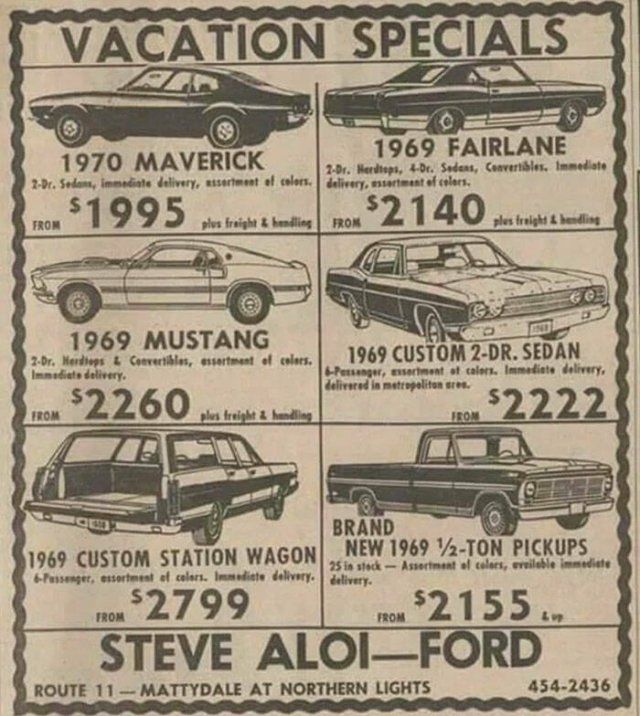 VACATION SPECIALS
1970 MAVERICK
2-Dr. Sedans, immediate delivery, assortment of colors.
FROM $1995 plus freight & handling
1969 FAIRLANE
2-Dr. Hardtops, 4-Dr. Sedans, Convertibles. Immediate
delivery, assortment of colors.
FROM $2140 plus freight & handling
1969 MUSTANG
2-Dr. Hardtops & Convertibles, assortment of colors.
Immediate delivery.
FROM $2260 plus freight & handling
1969 CUSTOM 2-DR. SEDAN
6-Passenger, assortment of colors. Immediate delivery,
delivered in metropolitan area.
FROM $2222
1969 CUSTOM STATION WAGON
6-Passenger, assortment of colors. Immediate delivery.
FROM $2799
BRAND
NEW 1969 ½-TON PICKUPS
25 in stock — Assortment of colors, available immediate
delivery.
FROM $2155 & up
STEVE ALOI—FORD
ROUTE 11 — MATTYDALE AT NORTHERN LIGHTS 454-2436